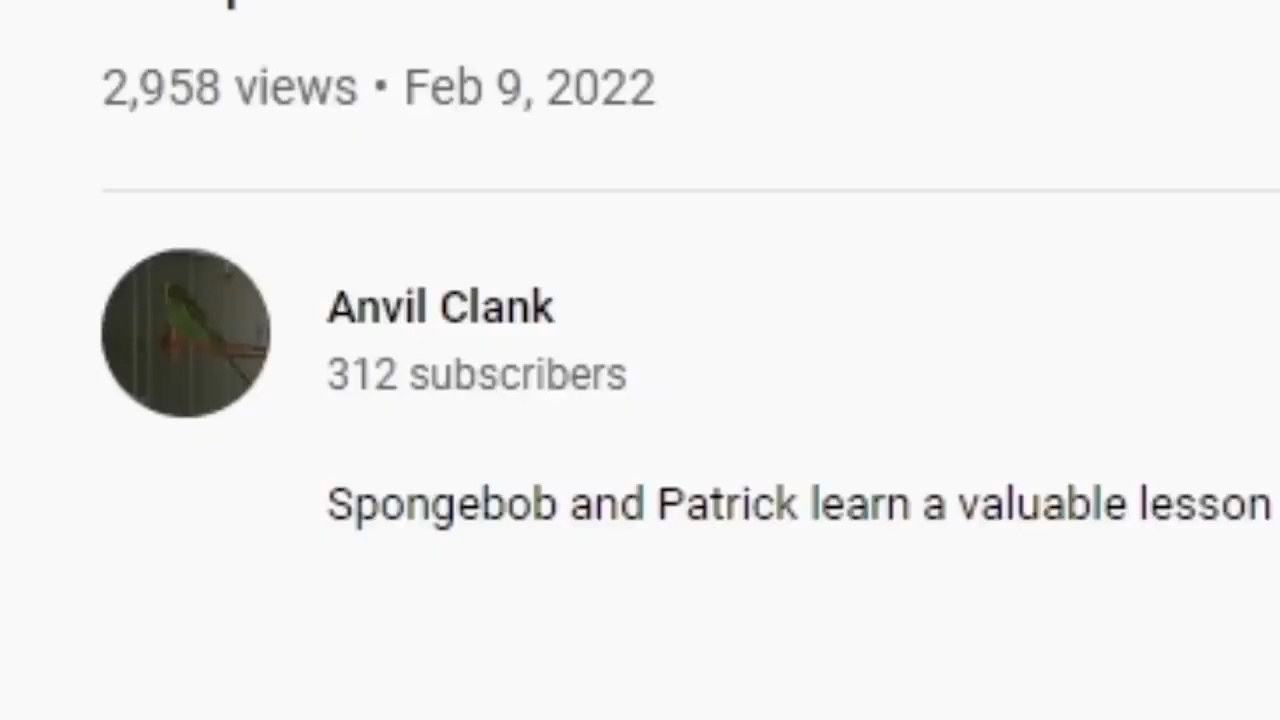 2,958 views • Feb 9, 2022
Anvil Clank
312 subscribers
Spongebob and Patrick learn a valuable lesson